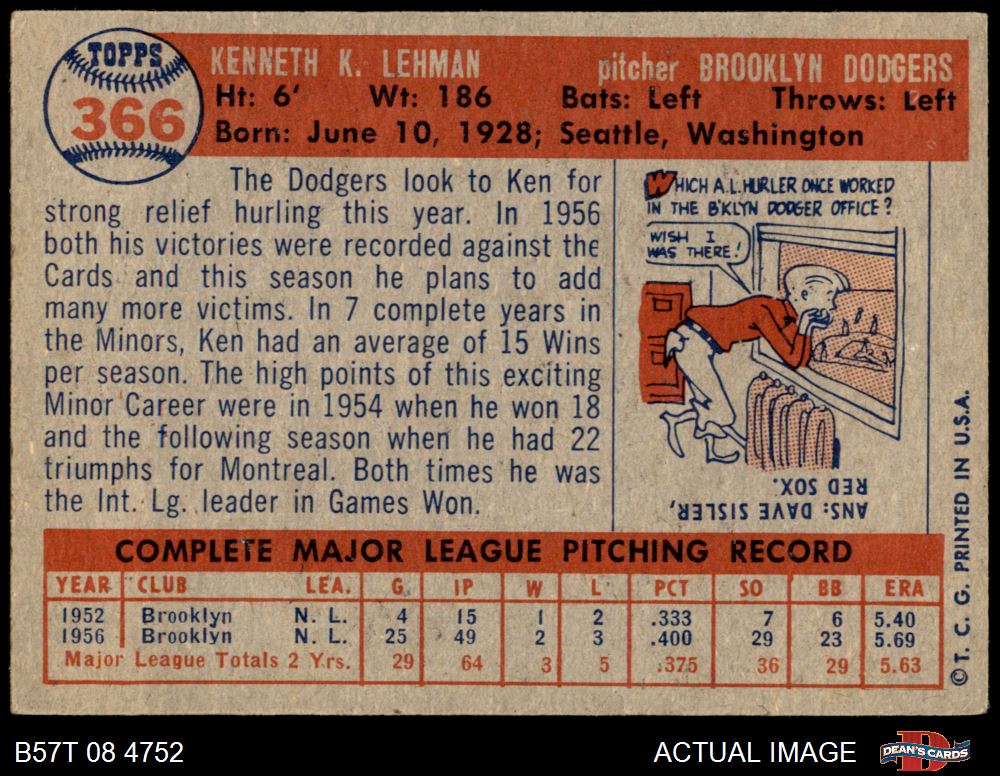 TOPPS
366
KENNETH K. LEHMAN pitcher BROOKLYN DODGERS
Ht: 6' Wt: 186 Bats: Left Throws: Left
Born: June 10, 1928; Seattle, Washington
The Dodgers look to Ken for
strong relief hurling this year. In 1956
both his victories were recorded against the
Cards and this season he plans to add
many more victims. In 7 complete years in
the Minors, Ken had an average of 15 Wins
per season. The high points of this exciting
Minor Career were in 1954 when he won 18
and the following season when he had 22
triumphs for Montreal. Both times he was
the Int. Lg. leader in Games Won.
WHICH A.L. HURLER ONCE WORKED
IN THE B'KLYN DODGER OFFICE?
WISH I
WAS THERE!
ANS: DAVE SISLER,
RED SOX.
COMPLETE MAJOR LEAGUE PITCHING RECORD
YEAR CLUB LEA. G IP W L PCT SO BB ERA
1952 Brooklyn N. L. 4 15 1 2 .333 7 6 5.40
1956 Brooklyn N. L. 25 49 2 3 .400 29 23 5.69
Major League Totals 2 Yrs. 29 64 3 5 .375 36 29 5.63
© T. C. G. PRINTED IN U.S.A.
B57T 08 4752 ACTUAL IMAGE
D
DEAN'S CARDS